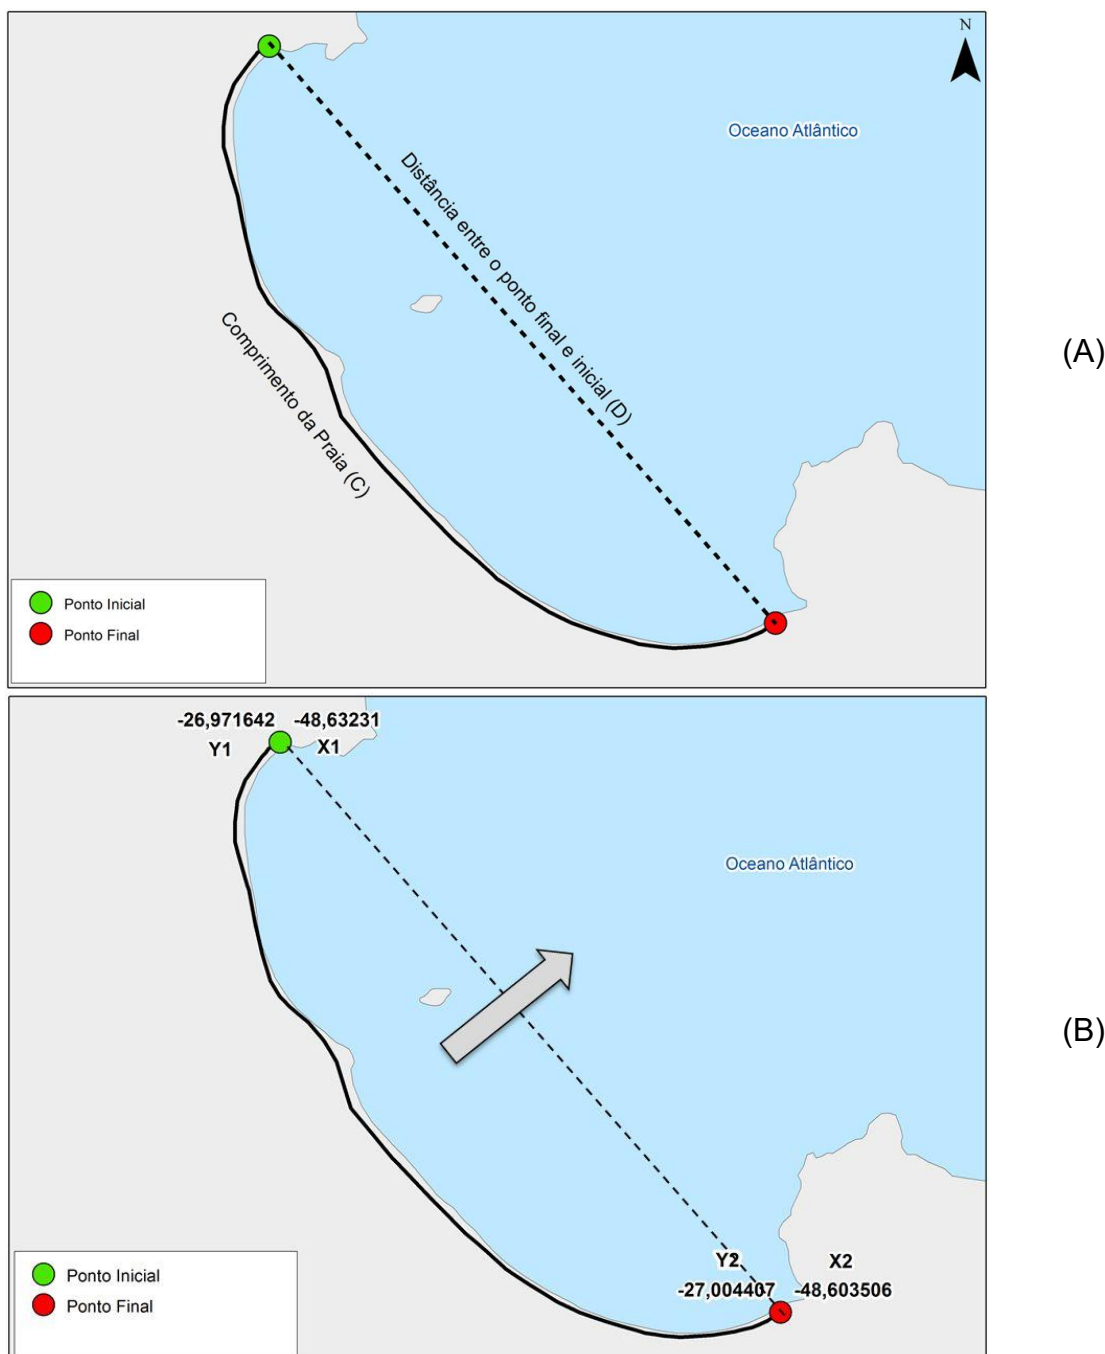 N
Oceano Atlântico
Distância entre o ponto final e inicial (D)
Comprimento da Praia (C)
(A)
Ponto Inicial
Ponto Final
-26,971642 -48,63231
Y1 X1
Oceano Atlântico
(B)
Y2 X2
-27,004407 -48,603506
Ponto Inicial
Ponto Final